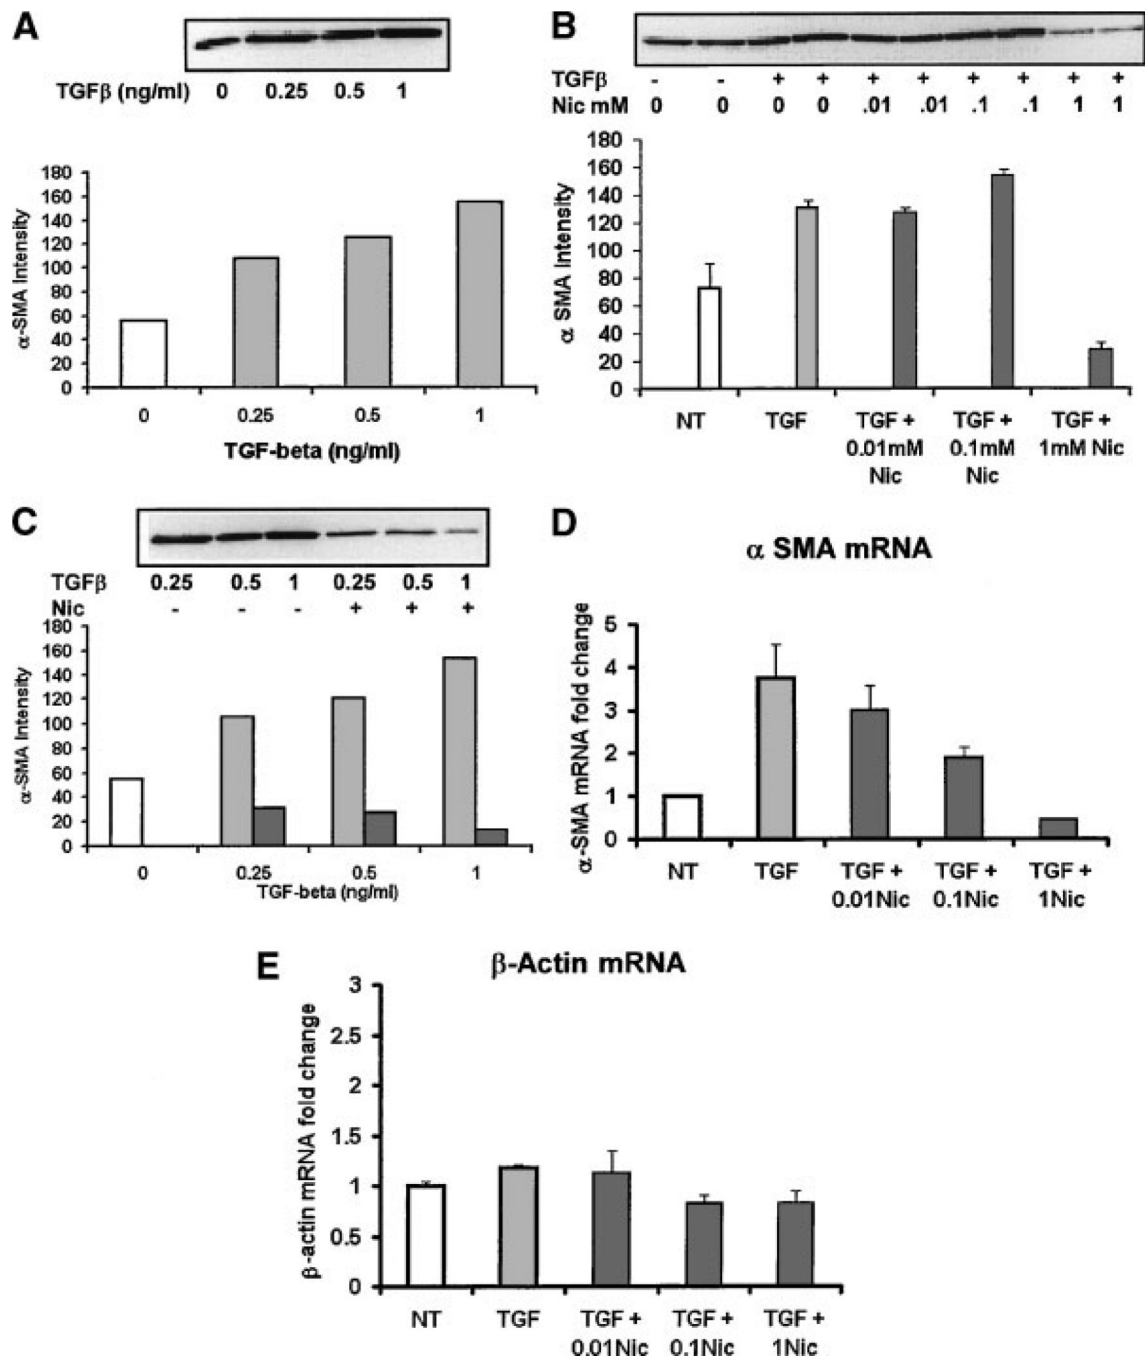 A
TGFβ (ng/ml) 0 0.25 0.5 1
α-SMA Intensity
180
160
140
120
100
80
60
40
20
0
0 0.25 0.5 1
TGF-beta (ng/ml)
B
TGFβ - - + + + + + + + +
Nic mM 0 0 0 0 .01 .01 .1 .1 1 1
α SMA Intensity
180
160
140
120
100
80
60
40
20
0
NT TGF TGF + TGF + TGF +
0.01mM 0.1mM 1mM Nic
Nic Nic
C
TGFβ 0.25 0.5 1 0.25 0.5 1
Nic - - - + + +
α-SMA Intensity
180
160
140
120
100
80
60
40
20
0
0 0.25 0.5 1
TGF-beta (ng/ml)
D
α SMA mRNA
α-SMA mRNA fold change
5
4
3
2
1
0
NT TGF TGF + TGF + TGF +
0.01Nic 0.1Nic 1Nic
E
β-Actin mRNA
β-actin mRNA fold change
3
2.5
2
1.5
1
0.5
0
NT TGF TGF + TGF + TGF +
0.01Nic 0.1Nic 1Nic